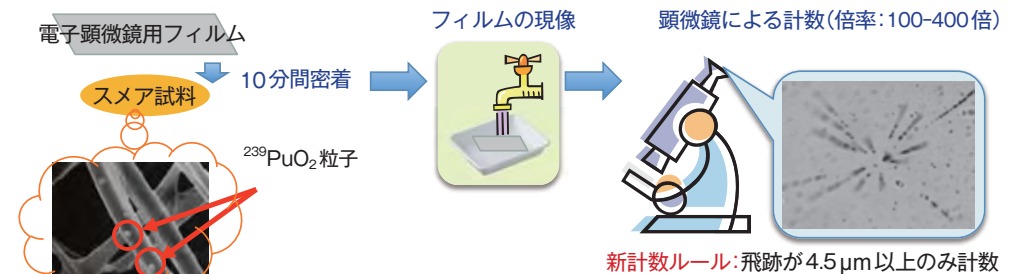 電子顕微鏡用フィルム
スメア試料
10分間密着
²³⁹PuO₂粒子
フィルムの現像
顕微鏡による計数(倍率:100-400倍)
新計数ルール:飛跡が4.5μm以上のみ計数